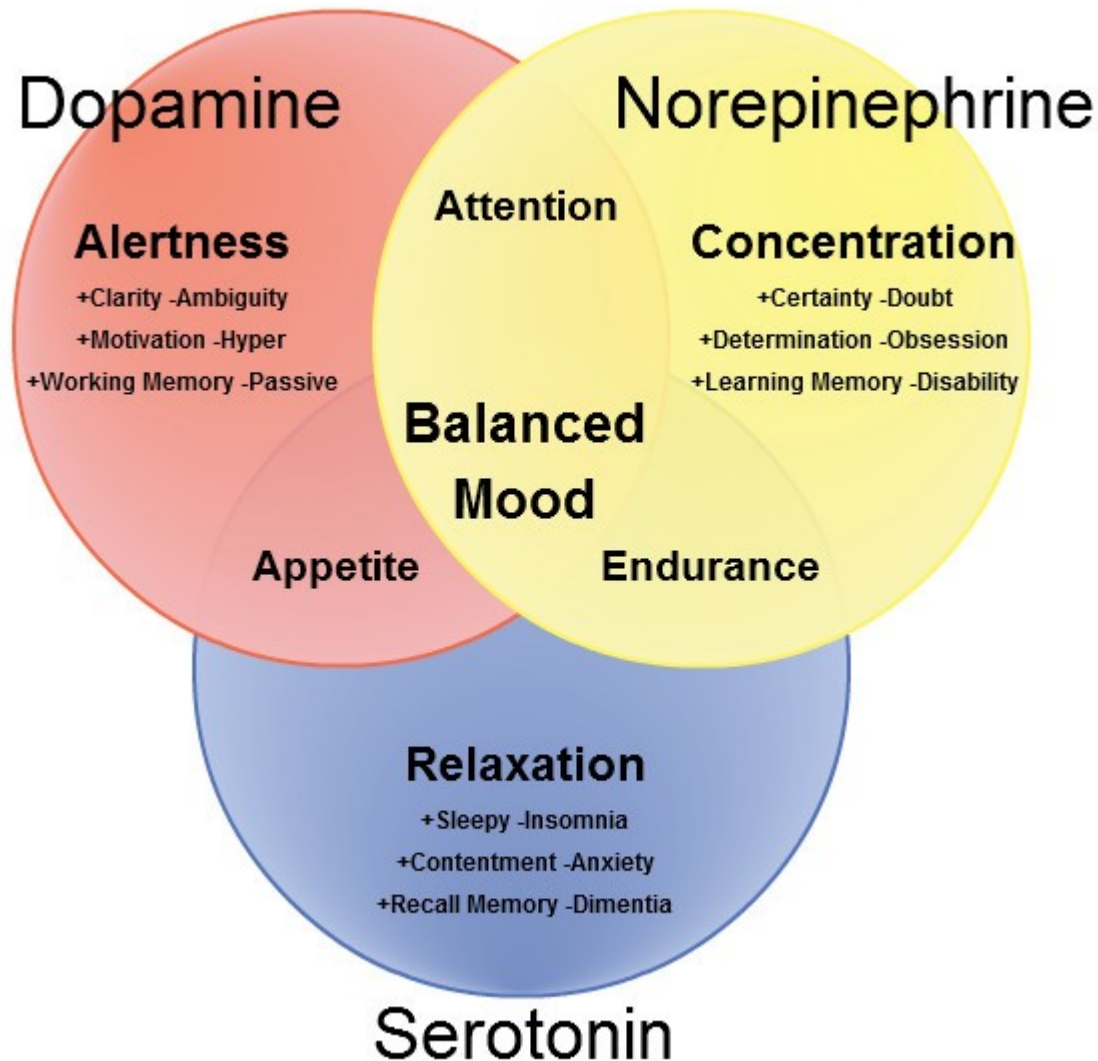 Dopamine
Norepinephrine
Attention
Alertness
+Clarity -Ambiguity
+Motivation -Hyper
+Working Memory -Passive
Concentration
+Certainty -Doubt
+Determination -Obsession
+Learning Memory -Disability
Balanced
Mood
Appetite
Endurance
Relaxation
+Sleepy -Insomnia
+Contentment -Anxiety
+Recall Memory -Dimentia
Serotonin